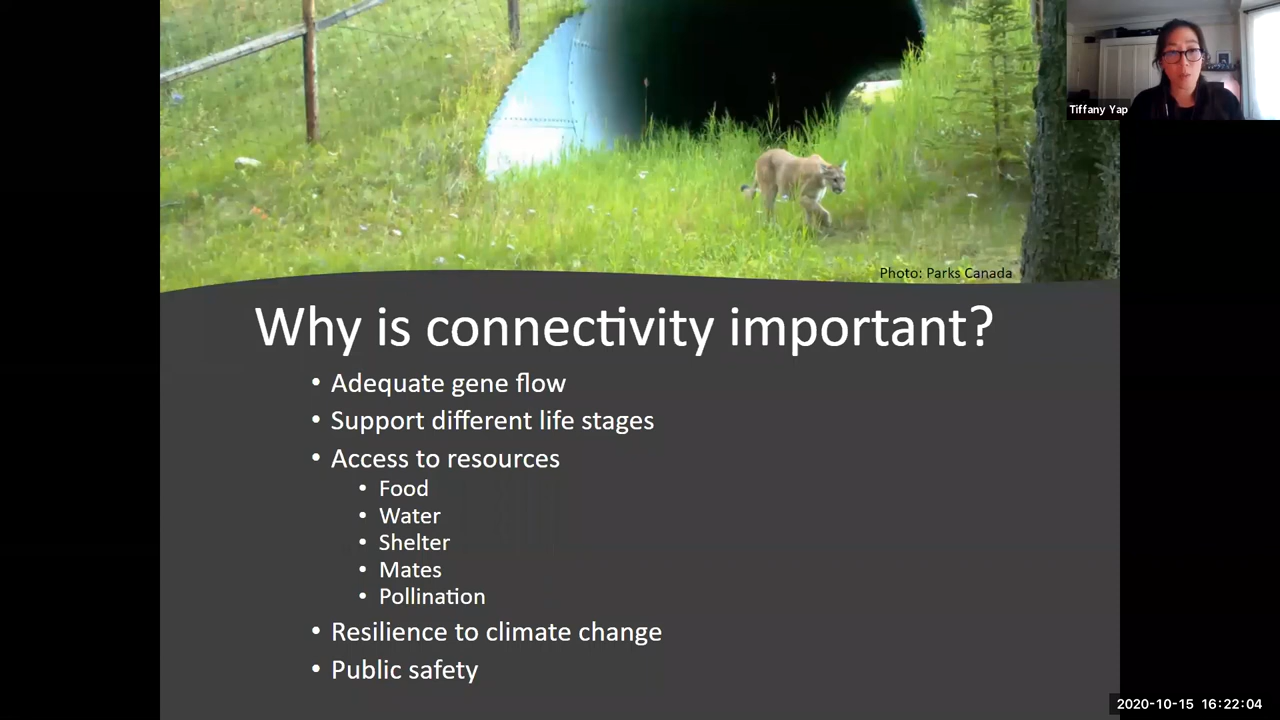 Tiffany Yap
Photo: Parks Canada
Why is connectivity important?
• Adequate gene flow
• Support different life stages
• Access to resources
• Food
• Water
• Shelter
• Mates
• Pollination
• Resilience to climate change
• Public safety
2020-10-15 16:22:04